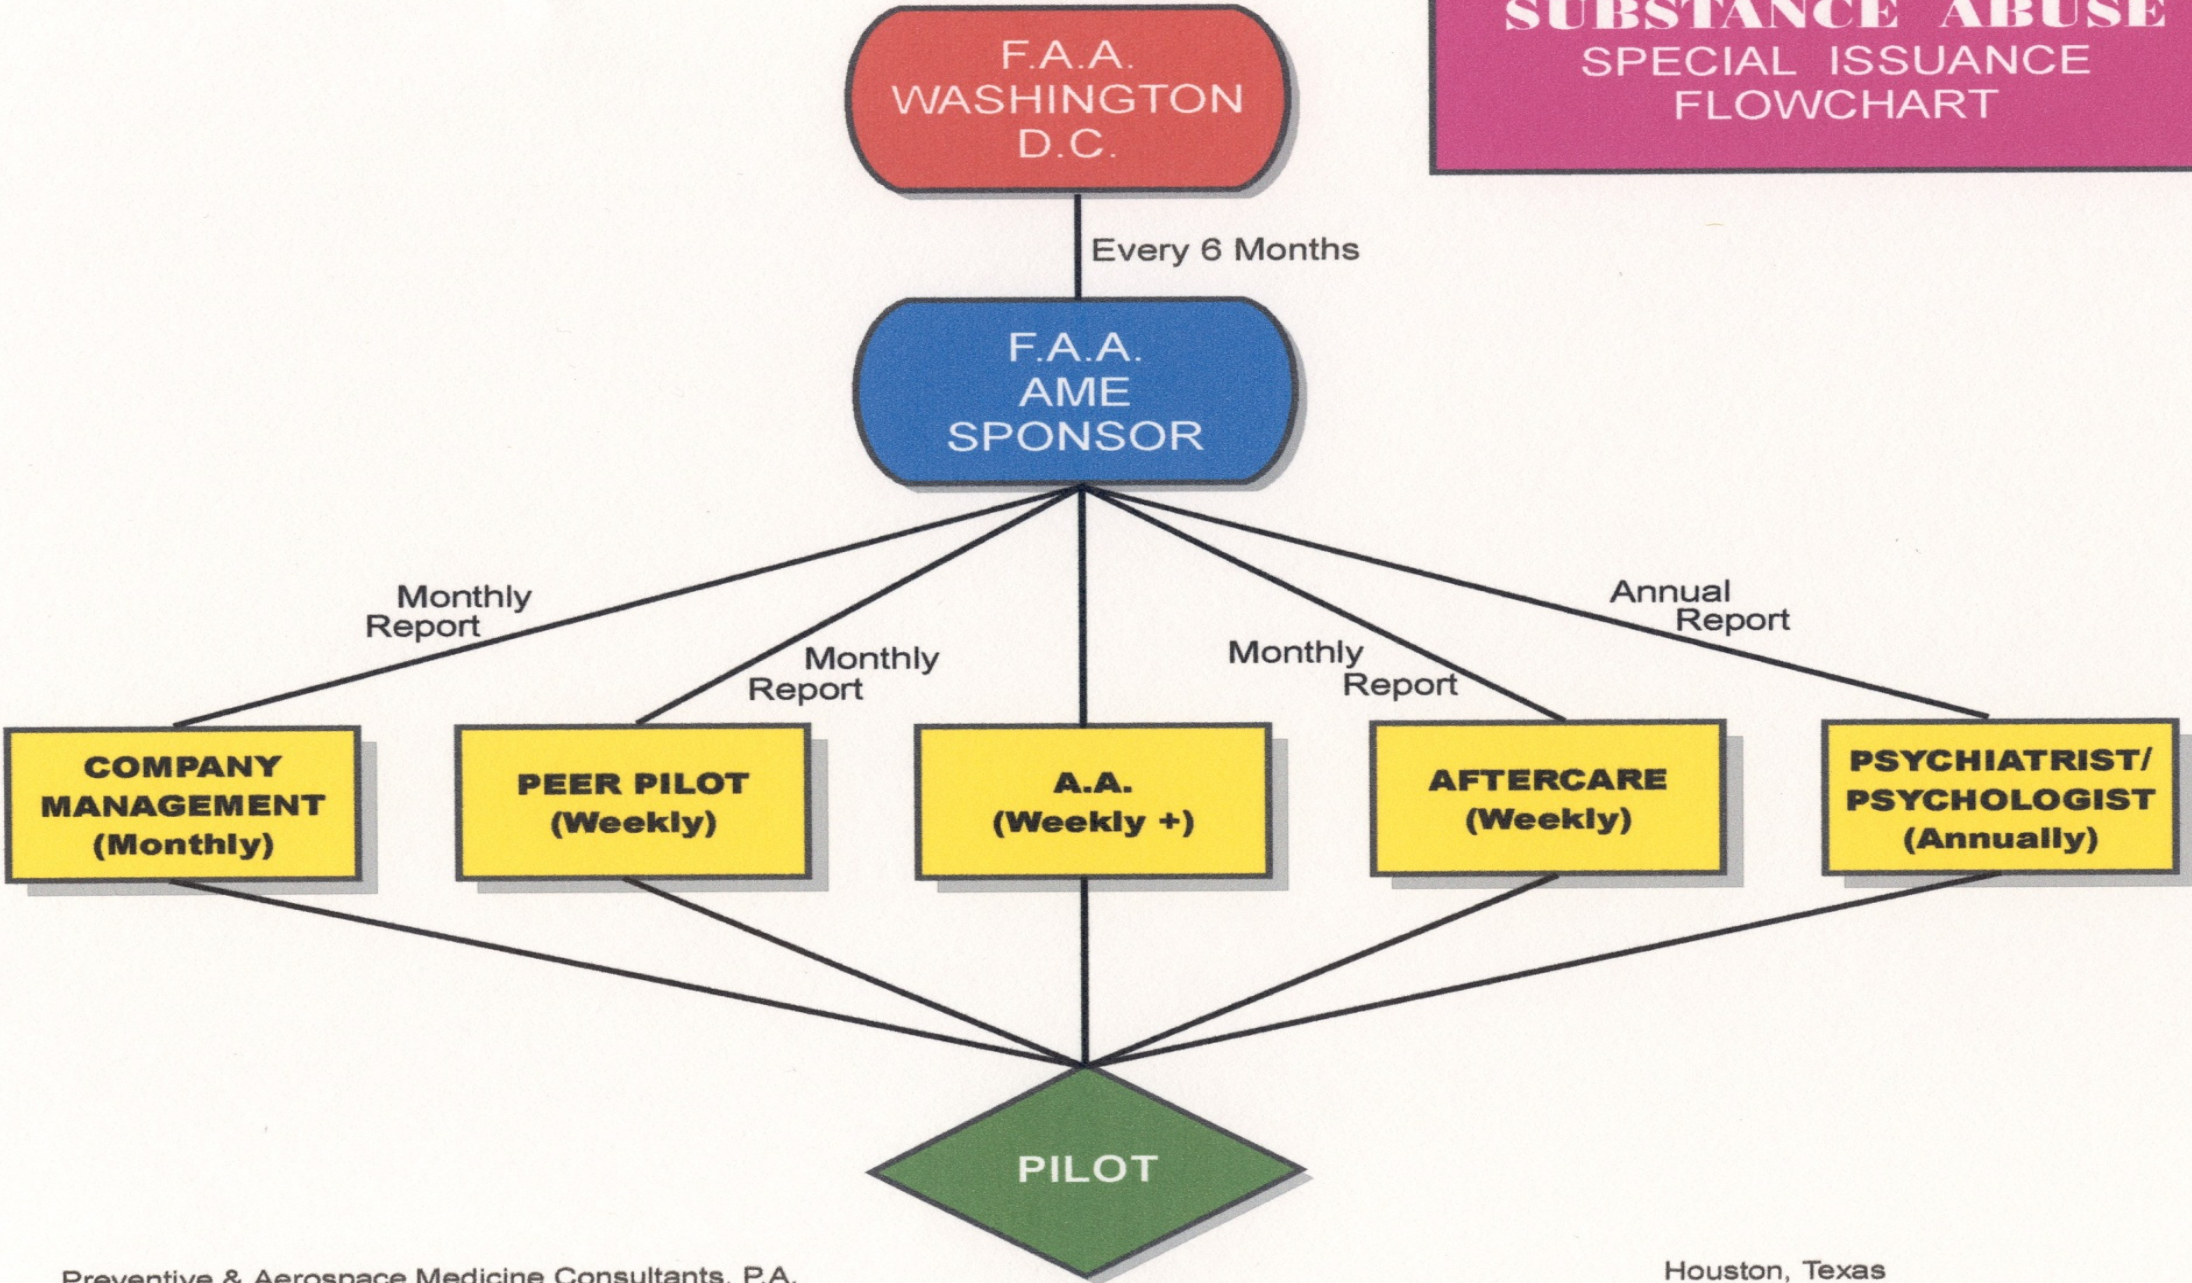 SUBSTANCE ABUSE
SPECIAL ISSUANCE
FLOWCHART
F.A.A.
WASHINGTON
D.C.
Every 6 Months
F.A.A.
AME
SPONSOR
Monthly
Report
Monthly
Report
Monthly
Report
Annual
Report
COMPANY
MANAGEMENT
(Monthly)
PEER PILOT
(Weekly)
A.A.
(Weekly +)
AFTERCARE
(Weekly)
PSYCHIATRIST/
PSYCHOLOGIST
(Annually)
PILOT
Preventive & Aerospace Medicine Consultants, P.A.
Houston, Texas